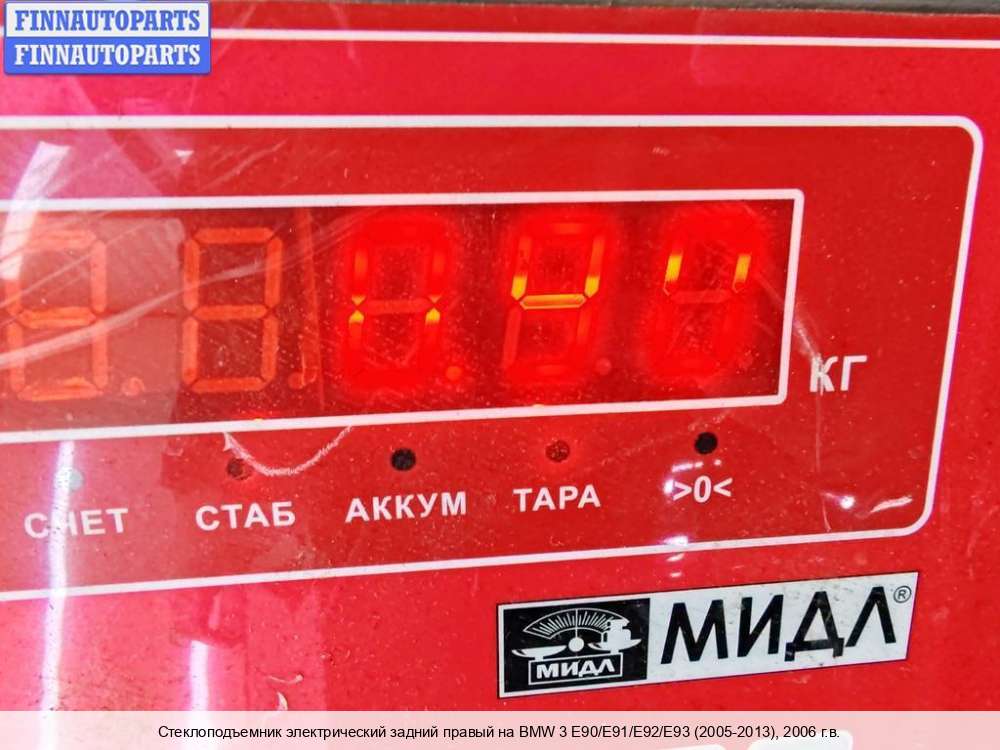 FINNAUTOPARTS
FINNAUTOPARTS
КГ
СЧЕТ СТАБ АККУМ ТАРА >0<
МИДЛ МИДЛ®
Стеклоподъемник электрический задний правый на BMW 3 E90/E91/E92/E93 (2005-2013), 2006 г.в.